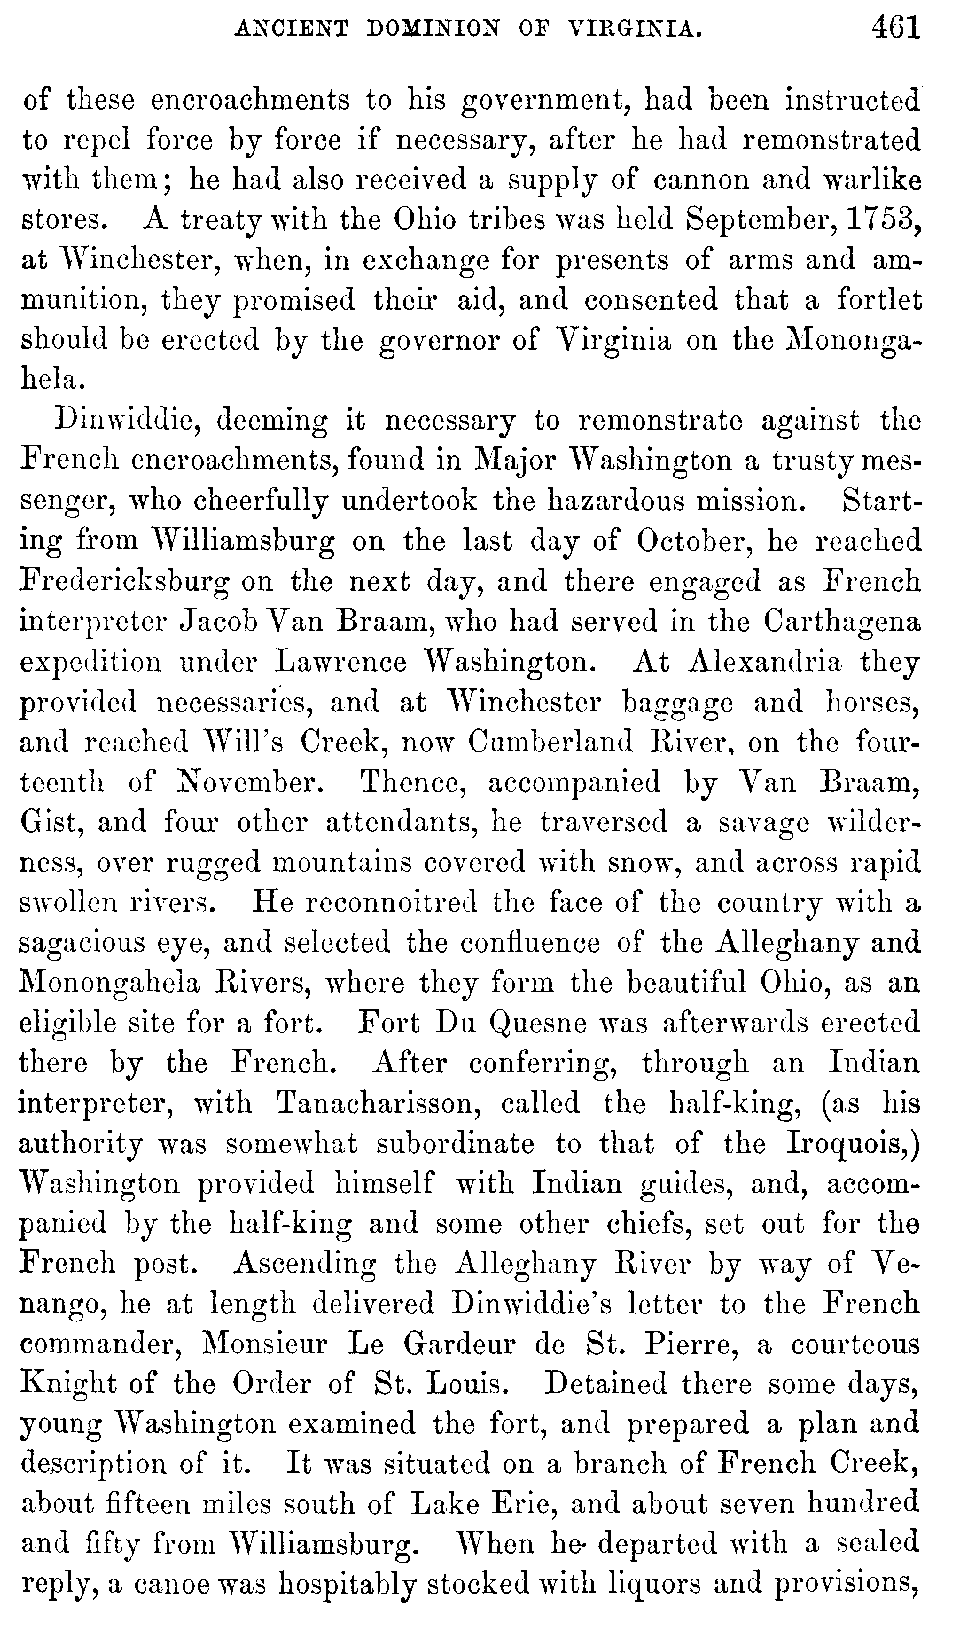 ANCIENT DOMINION OF VIRGINIA. 461
of these encroachments to his government, had been instructed
to repel force by force if necessary, after he had remonstrated
with them; he had also received a supply of cannon and warlike
stores. A treaty with the Ohio tribes was held September, 1753,
at Winchester, when, in exchange for presents of arms and am-
munition, they promised their aid, and consented that a fortlet
should be erected by the governor of Virginia on the Mononga-
hela.
Dinwiddie, deeming it necessary to remonstrate against the
French encroachments, found in Major Washington a trusty mes-
senger, who cheerfully undertook the hazardous mission. Start-
ing from Williamsburg on the last day of October, he reached
Fredericksburg on the next day, and there engaged as French
interpreter Jacob Van Braam, who had served in the Carthagena
expedition under Lawrence Washington. At Alexandria they
provided necessaries, and at Winchester baggage and horses,
and reached Will's Creek, now Cumberland River, on the four-
teenth of November. Thence, accompanied by Van Braam,
Gist, and four other attendants, he traversed a savage wilder-
ness, over rugged mountains covered with snow, and across rapid
swollen rivers. He reconnoitred the face of the country with a
sagacious eye, and selected the confluence of the Alleghany and
Monongahela Rivers, where they form the beautiful Ohio, as an
eligible site for a fort. Fort Du Quesne was afterwards erected
there by the French. After conferring, through an Indian
interpreter, with Tanacharisson, called the half-king, (as his
authority was somewhat subordinate to that of the Iroquois,)
Washington provided himself with Indian guides, and, accom-
panied by the half-king and some other chiefs, set out for the
French post. Ascending the Alleghany River by way of Ve-
nango, he at length delivered Dinwiddie's letter to the French
commander, Monsieur Le Gardeur de St. Pierre, a courteous
Knight of the Order of St. Louis. Detained there some days,
young Washington examined the fort, and prepared a plan and
description of it. It was situated on a branch of French Creek,
about fifteen miles south of Lake Erie, and about seven hundred
and fifty from Williamsburg. When he departed with a sealed
reply, a canoe was hospitably stocked with liquors and provisions,